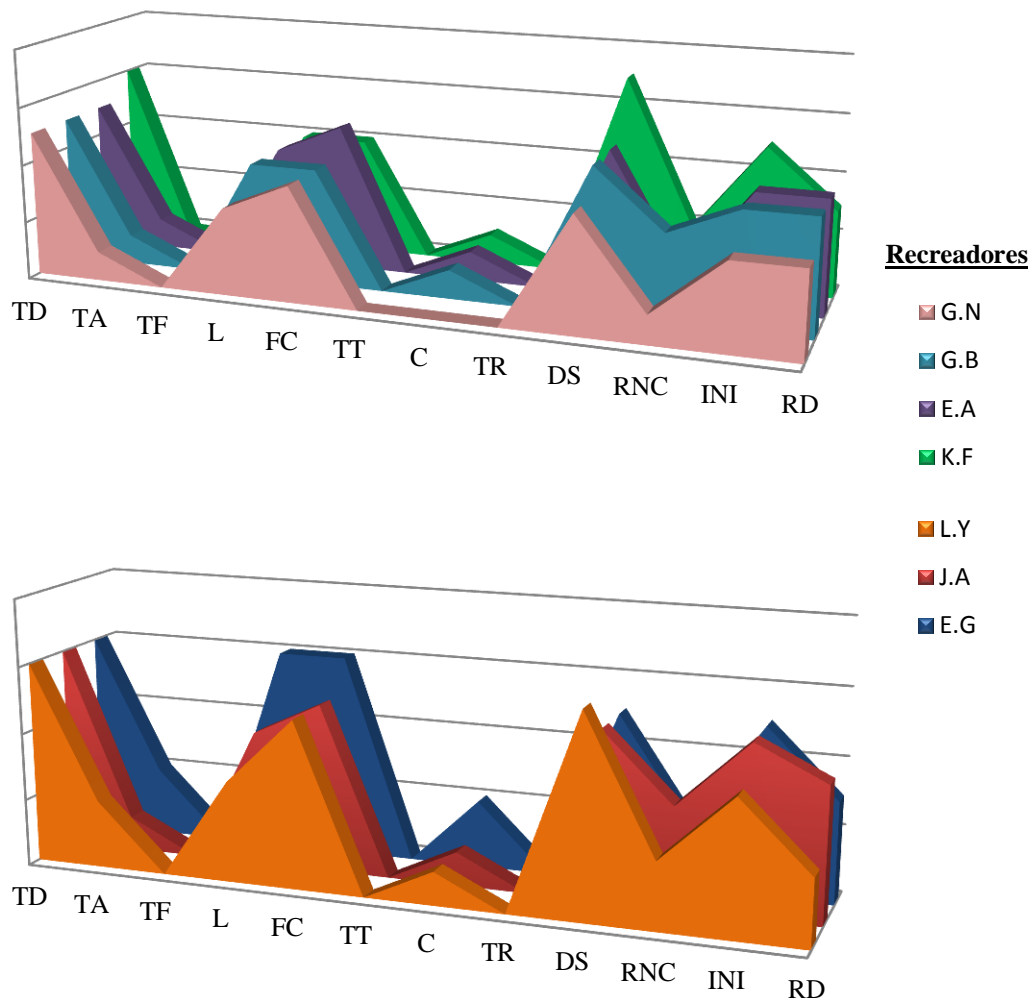 TD
TA
TF
L
FC
TT
C
TR
DS
RNC
INI
RD
Recreadores
G.N
G.B
E.A
K.F
L.Y
J.A
E.G
TD
TA
TF
L
FC
TT
C
TR
DS
RNC
INI
RD